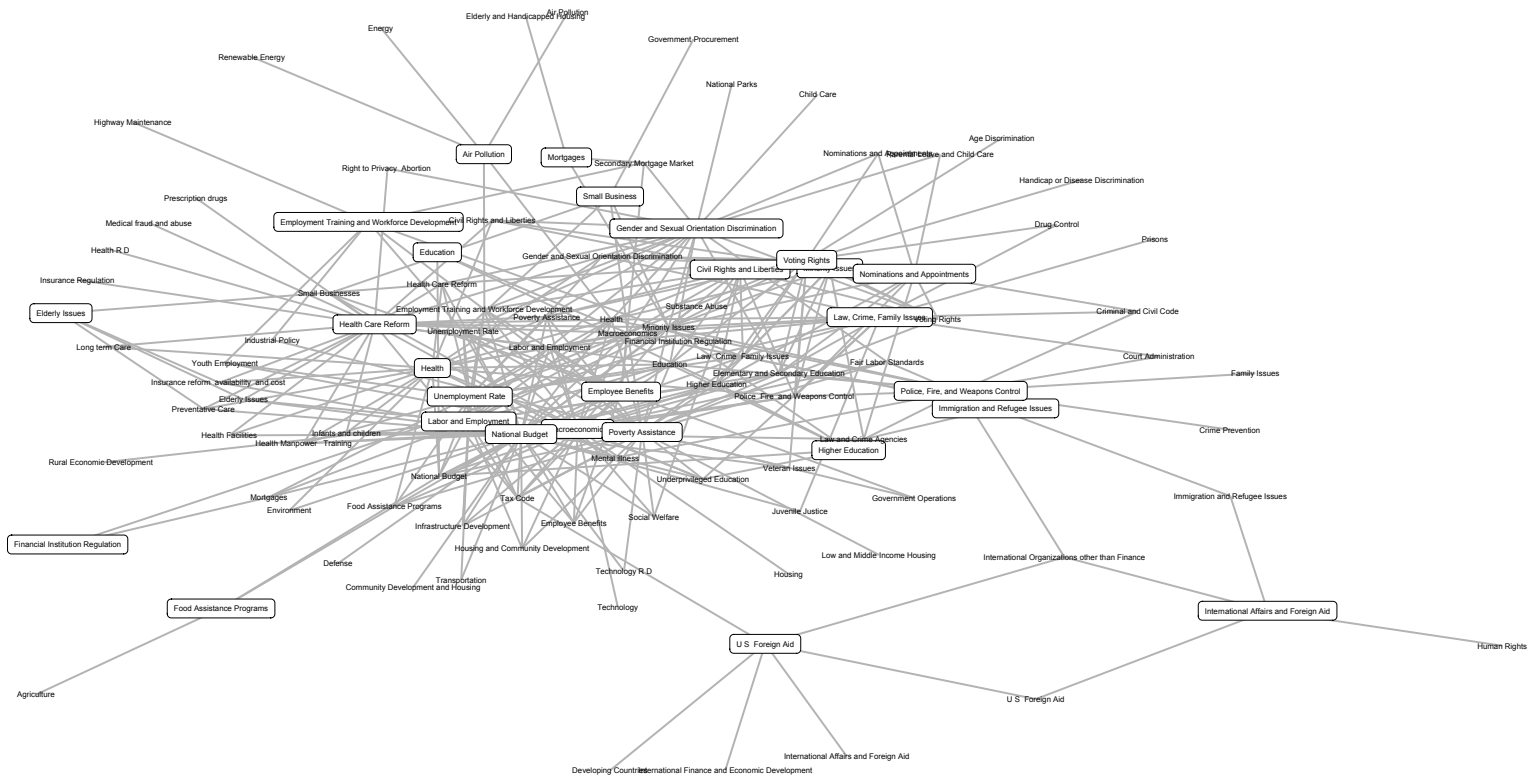 Air Pollution
Elderly and Handicapped Housing
Energy
Government Procurement
Renewable Energy
National Parks
Child Care
Highway Maintenance
Age Discrimination
Air Pollution
Mortgages
Nominations and Appointments
Parental Leave and Child Care
Secondary Mortgage Market
Right to Privacy Abortion
Handicap or Disease Discrimination
Prescription drugs
Small Business
Medical fraud and abuse
Employment Training and Workforce Development
Civil Rights and Liberties
Gender and Sexual Orientation Discrimination
Drug Control
Prisons
Health R D
Education
Gender and Sexual Orientation Discrimination
Voting Rights
Civil Rights and Liberties
Minority Issues
Nominations and Appointments
Insurance Regulation
Health Care Reform
Small Businesses
Elderly Issues
Employment Training and Workforce Development
Substance Abuse
Criminal and Civil Code
Poverty Assistance
Health
Law, Crime, Family Issues
Voting Rights
Health Care Reform
Unemployment Rate
Minority Issues
Macroeconomics
Industrial Policy
Financial Institution Regulation
Long term Care
Labor and Employment
Law Crime Family Issues
Court Administration
Youth Employment
Health
Education
Fair Labor Standards
Elementary and Secondary Education
Family Issues
Insurance reform availability and cost
Higher Education
Employee Benefits
Police, Fire, and Weapons Control
Unemployment Rate
Police Fire and Weapons Control
Elderly Issues
Preventative Care
Immigration and Refugee Issues
Labor and Employment
Crime Prevention
Infants and children
Health Facilities
National Budget
Poverty Assistance
Law and Crime Agencies
Health Manpower Training
Higher Education
Rural Economic Development
Mental illness
Veteran Issues
National Budget
Underprivileged Education
Mortgages
Tax Code
Government Operations
Immigration and Refugee Issues
Food Assistance Programs
Environment
Juvenile Justice
Social Welfare
Infrastructure Development
Employee Benefits
Financial Institution Regulation
Housing and Community Development
Low and Middle Income Housing
International Organizations other than Finance
Defense
Technology R D
Housing
Transportation
Community Development and Housing
Food Assistance Programs
Technology
International Affairs and Foreign Aid
U S Foreign Aid
Human Rights
Agriculture
U S Foreign Aid
International Affairs and Foreign Aid
Developing Countries
International Finance and Economic Development